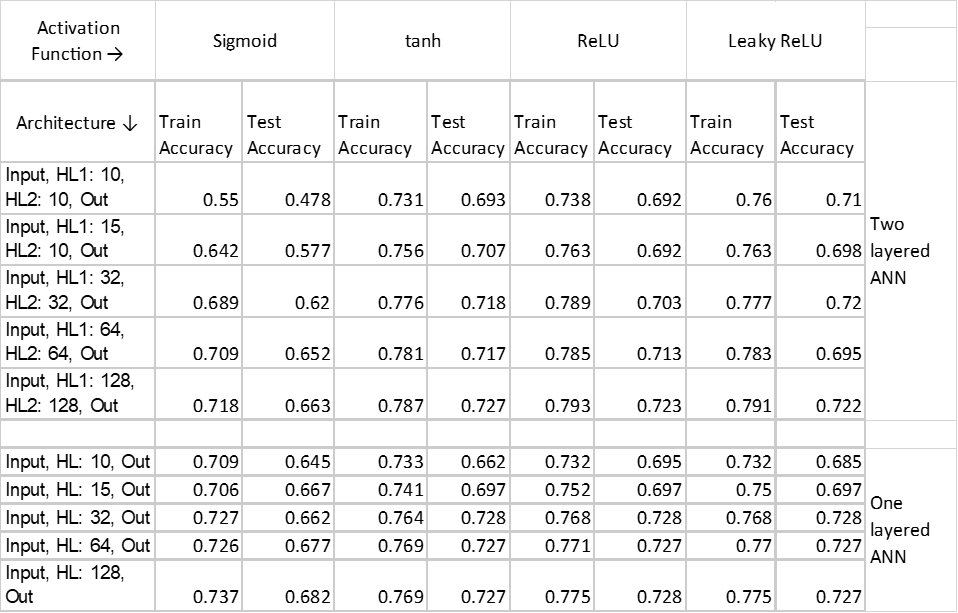 Activation
Function → Sigmoid tanh ReLU Leaky ReLU
Architecture ↓ Train Accuracy Test Accuracy Train Accuracy Test Accuracy Train Accuracy Test Accuracy Train Accuracy Test Accuracy
Input, HL1: 10,
HL2: 10, Out 0.55 0.478 0.731 0.693 0.738 0.692 0.76 0.71
Input, HL1: 15,
HL2: 10, Out 0.642 0.577 0.756 0.707 0.763 0.692 0.763 0.698
Input, HL1: 32,
HL2: 32, Out 0.689 0.62 0.776 0.718 0.789 0.703 0.777 0.72
Input, HL1: 64,
HL2: 64, Out 0.709 0.652 0.781 0.717 0.785 0.713 0.783 0.695
Input, HL1: 128,
HL2: 128, Out 0.718 0.663 0.787 0.727 0.793 0.723 0.791 0.722
Two
layered
ANN
Input, HL: 10, Out 0.709 0.645 0.733 0.662 0.732 0.695 0.732 0.685
Input, HL: 15, Out 0.706 0.667 0.741 0.697 0.752 0.697 0.75 0.697
Input, HL: 32, Out 0.727 0.662 0.764 0.728 0.768 0.728 0.768 0.728
Input, HL: 64, Out 0.726 0.677 0.769 0.727 0.771 0.727 0.77 0.727
Input, HL: 128,
Out 0.737 0.682 0.769 0.727 0.775 0.728 0.775 0.727
One
layered
ANN